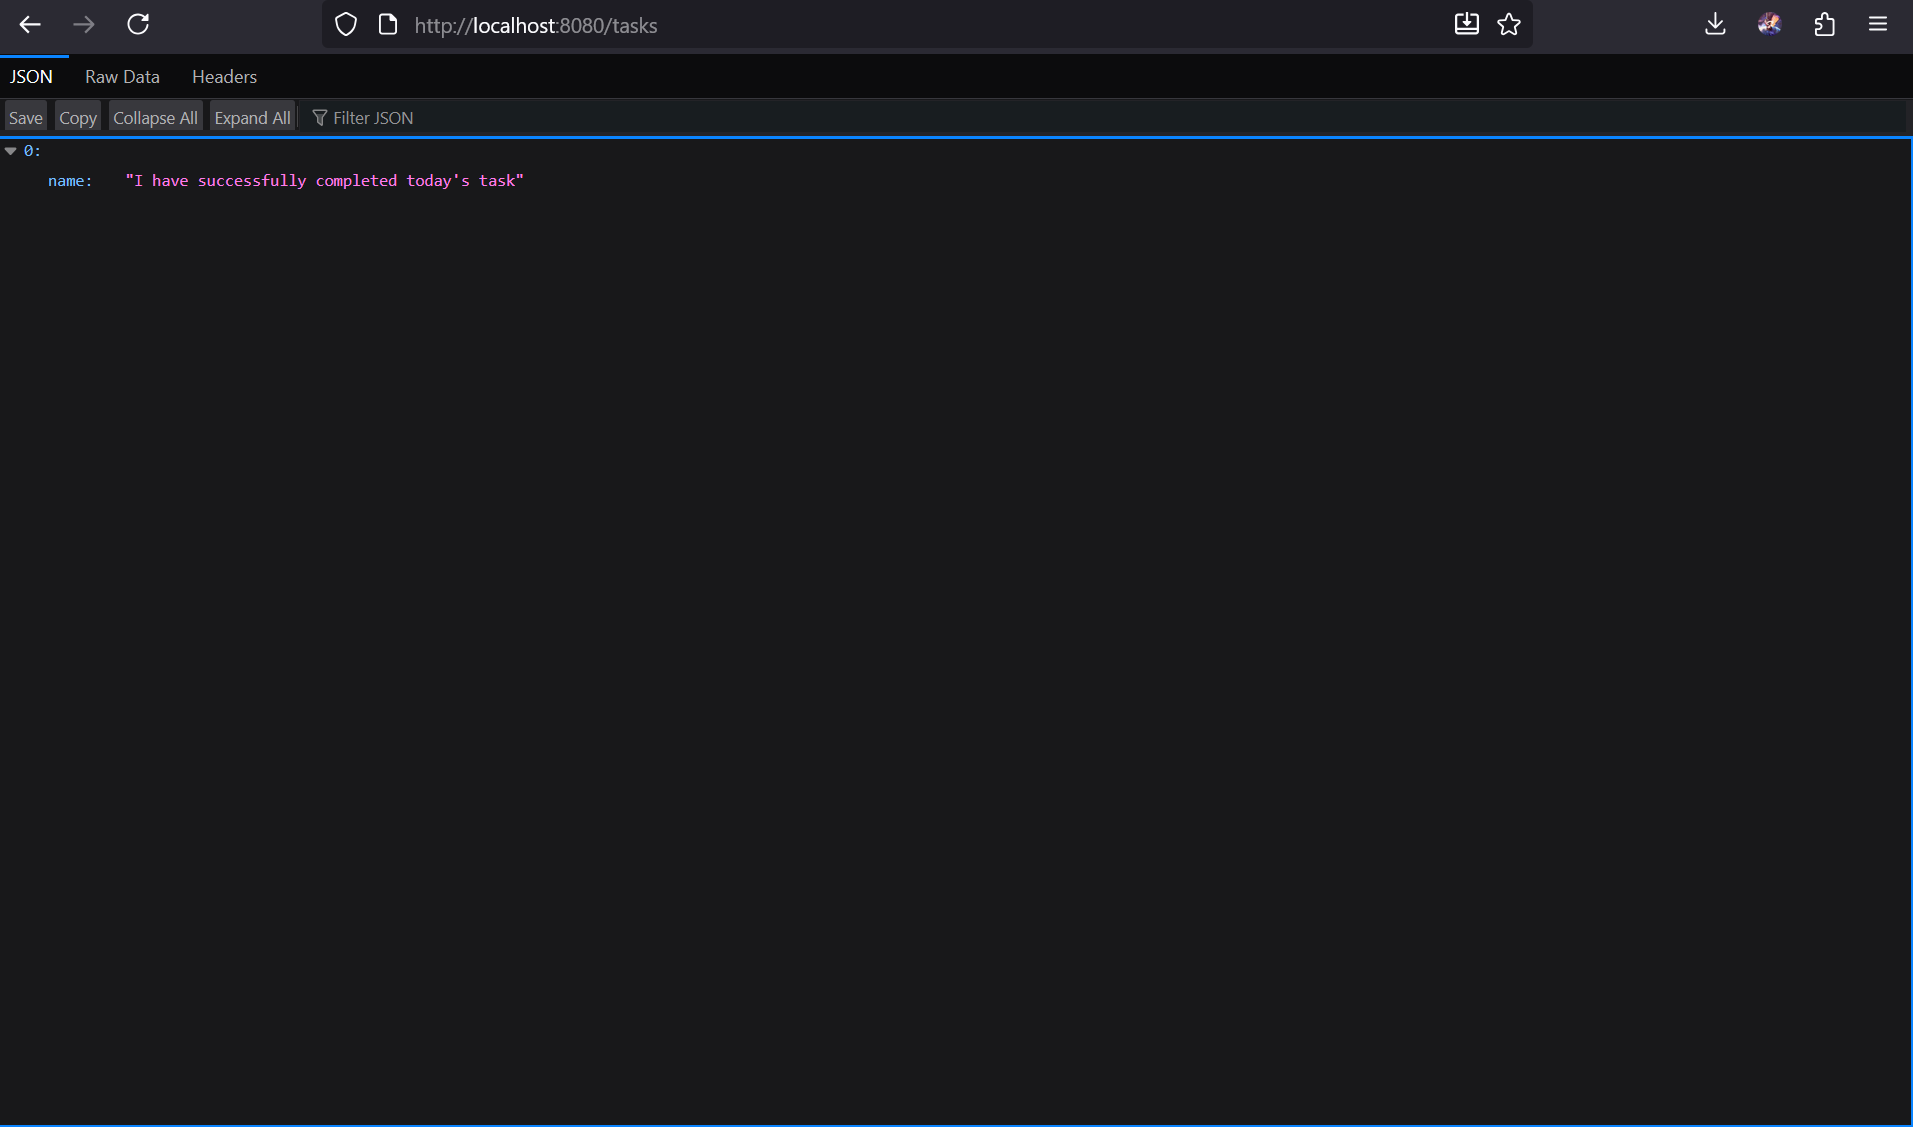 http://localhost:8080/tasks
JSON Raw Data Headers
Save Copy Collapse All Expand All Filter JSON
0:
name: "I have successfully completed today's task"